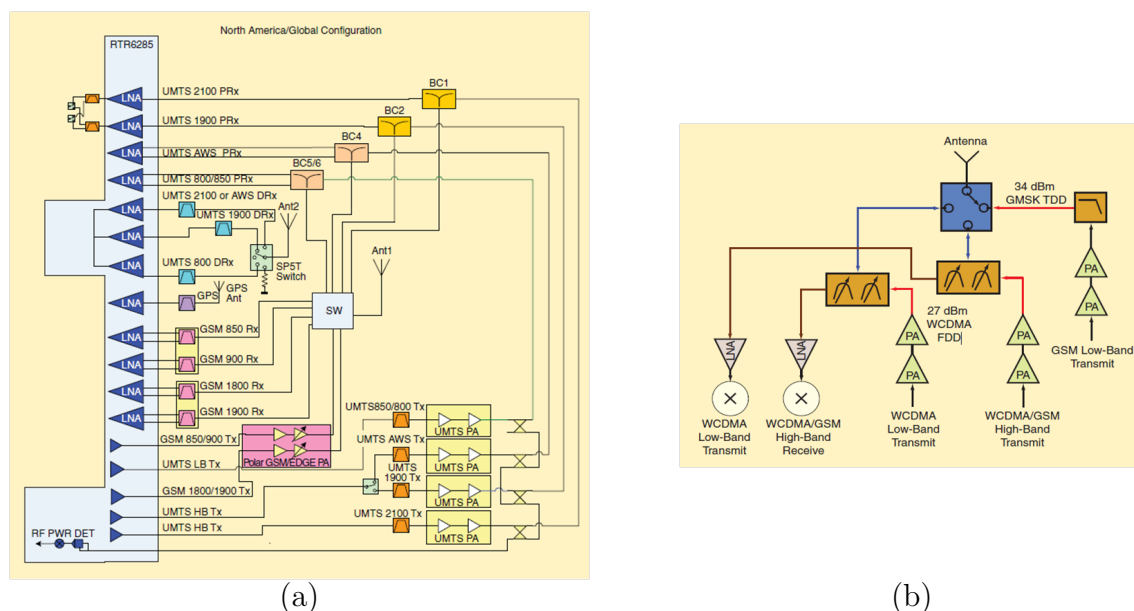 North America/Global Configuration
RTR6285
BC1
LNA
UMTS 2100 PRx
BC2
LNA
UMTS 1900 PRx
BC4
LNA
UMTS AWS PRx
BC5/6
LNA
UMTS 800/850 PRx
UMTS 2100 or AWS DRx
LNA
UMTS 1900 DRx
Ant2
LNA
UMTS 800 DRx
LNA
SP5T
Switch
Ant1
GPS
Ant
LNA
GPS
SW
GSM 850 Rx
LNA
GSM 900 Rx
LNA
GSM 1800 Rx
LNA
GSM 1900 Rx
LNA
UMTS850/800 Tx
UMTS PA
GSM 850/900 Tx
UMTS AWS Tx
UMTS PA
UMTS LB Tx
Polar GSM/EDGE PA
UMTS
1900 Tx
UMTS PA
GSM 1800/1900 Tx
UMTS HB Tx
UMTS 2100 Tx
UMTS HB Tx
UMTS PA
RF PWR DET
(a)
Antenna
34 dBm
GMSK TDD
PA
PA
27 dBm
WCDMA
FDD
PA
PA
PA
PA
LNA
LNA
GSM Low-Band
Transmit
WCDMA
Low-Band
Transmit
WCDMA/GSM
High-Band
Receive
WCDMA
Low-Band
Transmit
WCDMA/GSM
High-Band
Transmit
(b)